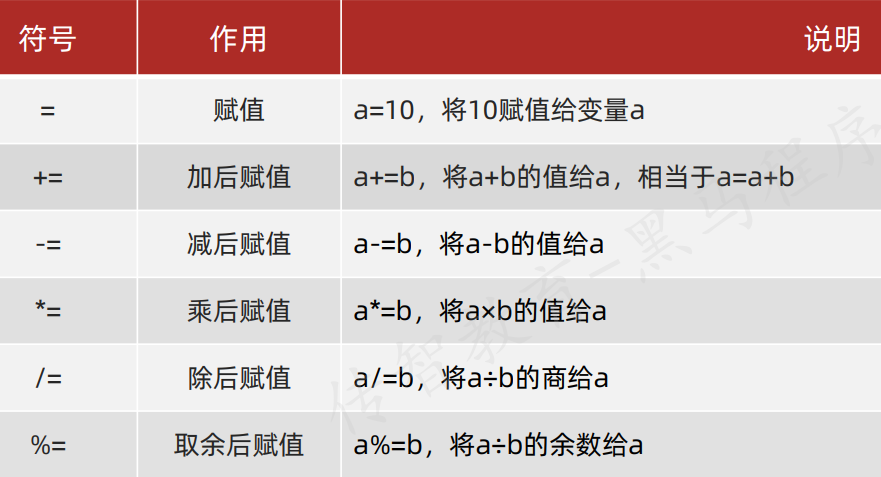 符号 作用 说明
= 赋值 a=10，将10赋值给变量a
+= 加后赋值 a+=b，将a+b的值给a，相当于a=a+b
-= 减后赋值 a-=b，将a-b的值给a
*= 乘后赋值 a*=b，将a×b的值给a
/= 除后赋值 a/=b，将a÷b的商给a
%= 取余后赋值 a%=b，将a÷b的余数给a
传智教育-黑马程序